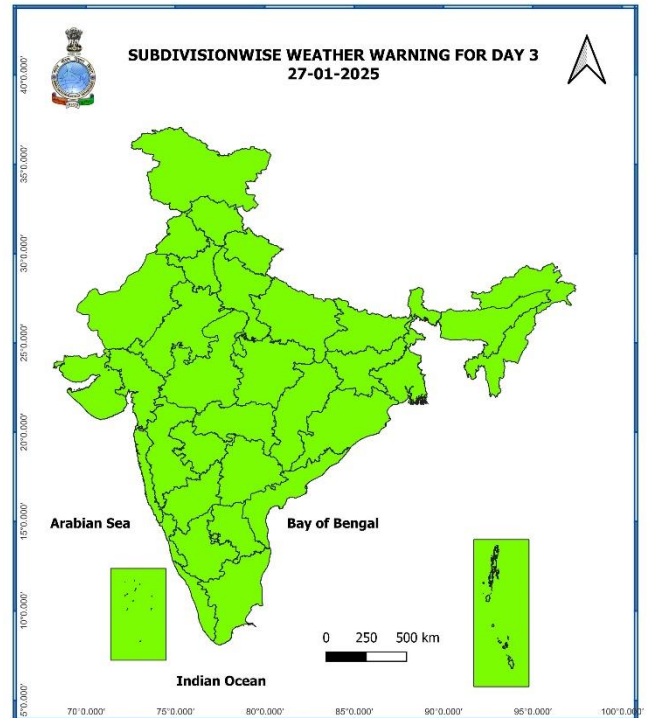 SUBDIVISIONWISE WEATHER WARNING FOR DAY 3
27-01-2025
40°0.000'
35°0.000'
30°0.000'
25°0.000'
20°0.000'
15°0.000'
10°0.000'
5°0.000'
Arabian Sea
Bay of Bengal
0 250 500 km
Indian Ocean
70°0.000' 75°0.000' 80°0.000' 85°0.000' 90°0.000' 95°0.000' 100°0.000'